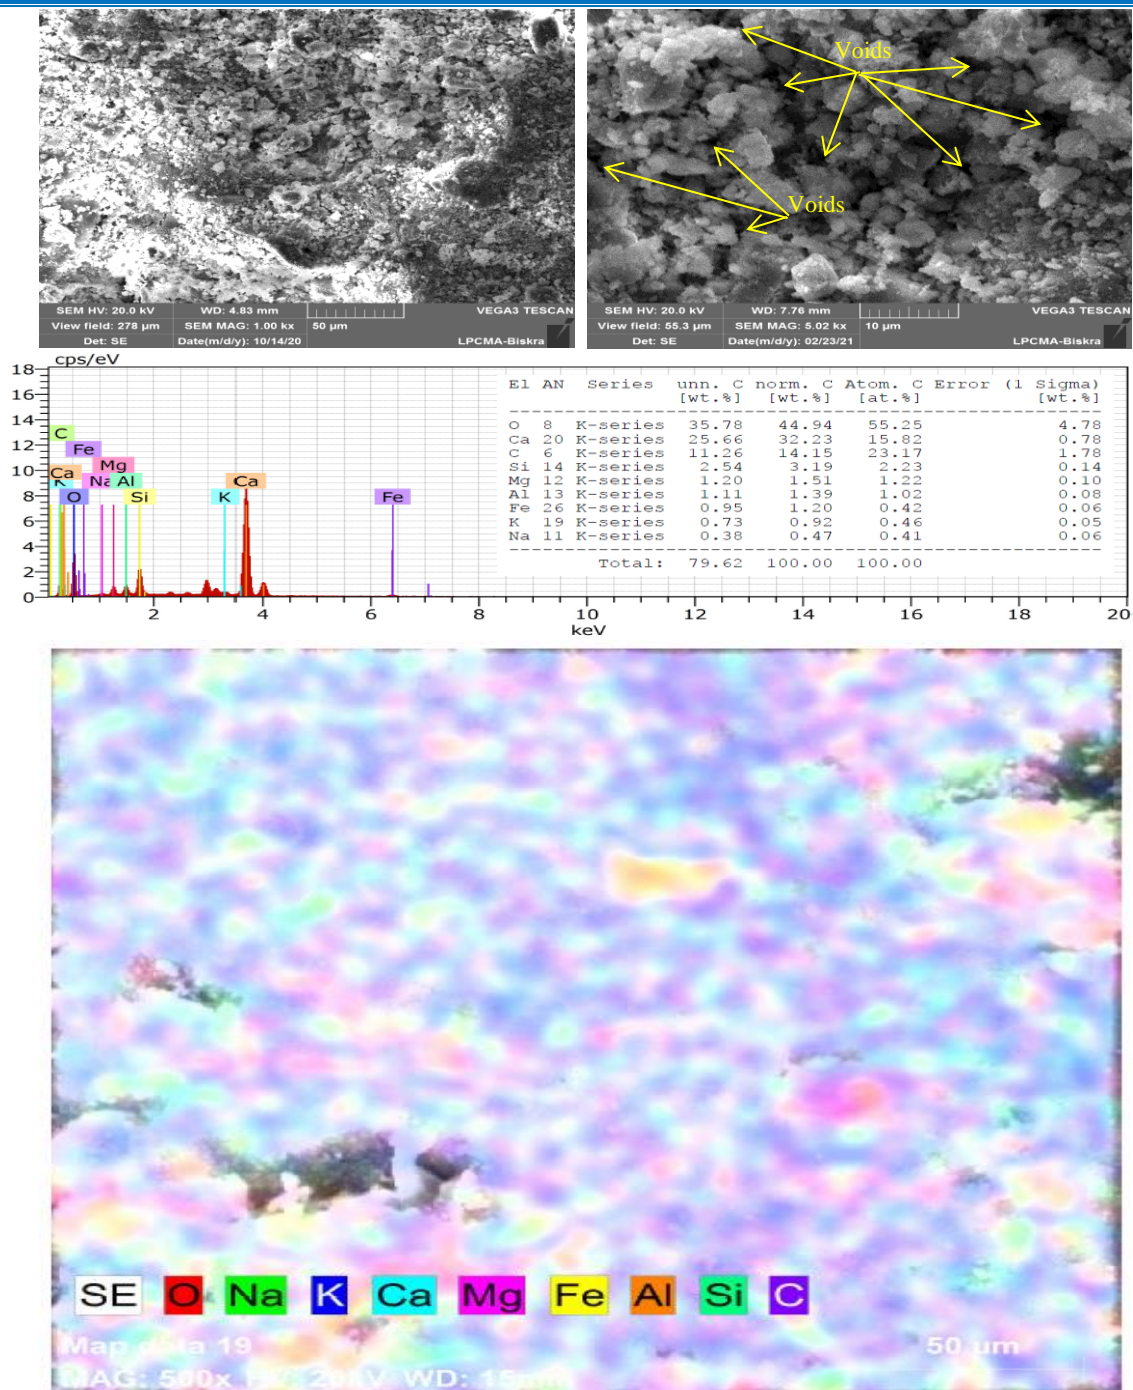 Voids
Voids
SEM HV: 20.0 kV WD: 4.83 mm VEGA3 TESCAN
View field: 278 µm SEM MAG: 1.00 kx 50 µm
Det: SE Date(m/d/y): 10/14/20 LPCMA-Biskra
SEM HV: 20.0 kV WD: 7.76 mm VEGA3 TESCAN
View field: 55.3 µm SEM MAG: 5.02 kx 10 µm
Det: SE Date(m/d/y): 02/23/21 LPCMA-Biskra
cps/eV
18
16
14
12
10
8
6
4
2
0
C
Fe
Mg
Ca
K Na Al Ca
O Si K Fe
El AN Series unn. C norm. C Atom. C Error (1 Sigma)
[wt.%] [wt.%] [at.%] [wt.%]
O 8 K-series 35.78 44.94 55.25 4.78
Ca 20 K-series 25.66 32.23 15.82 0.78
C 6 K-series 11.26 14.15 23.17 1.78
Si 14 K-series 2.54 3.19 2.23 0.14
Mg 12 K-series 1.20 1.51 1.22 0.10
Al 13 K-series 1.11 1.39 1.02 0.08
Fe 26 K-series 0.95 1.20 0.42 0.06
K 19 K-series 0.73 0.92 0.46 0.05
Na 11 K-series 0.38 0.47 0.41 0.06
Total: 79.62 100.00 100.00
2 4 6 8 10 12 14 16 18 20
keV
SE O Na K Ca Mg Fe Al Si C
Map data 19 50 µm
MAG: 500x HV: 20kV WD: 15mm